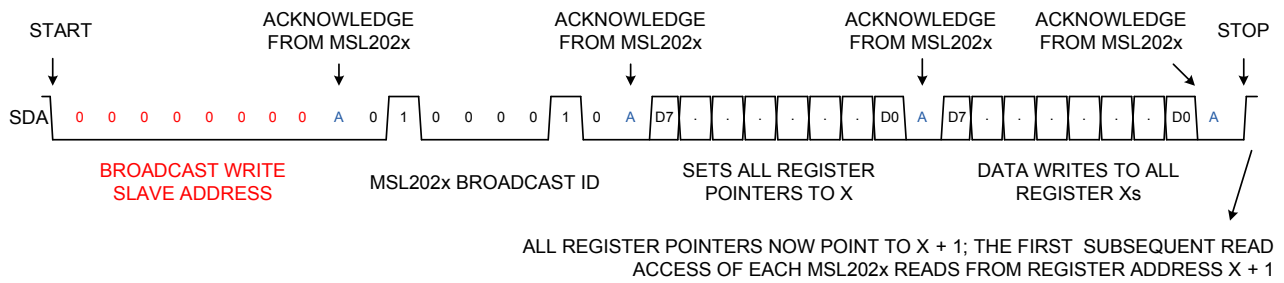 START
ACKNOWLEDGE
FROM MSL202x
ACKNOWLEDGE
FROM MSL202x
ACKNOWLEDGE
FROM MSL202x
ACKNOWLEDGE
FROM MSL202x
STOP
SDA 0 0 0 0 0 0 0 0 A 0 1 0 0 0 0 1 0 A D7 . . . . . . D0 A D7 . . . . . . D0 A
BROADCAST WRITE
SLAVE ADDRESS
MSL202x BROADCAST ID
SETS ALL REGISTER
POINTERS TO X
DATA WRITES TO ALL
REGISTER Xs
ALL REGISTER POINTERS NOW POINT TO X + 1; THE FIRST SUBSEQUENT READ
ACCESS OF EACH MSL202x READS FROM REGISTER ADDRESS X + 1